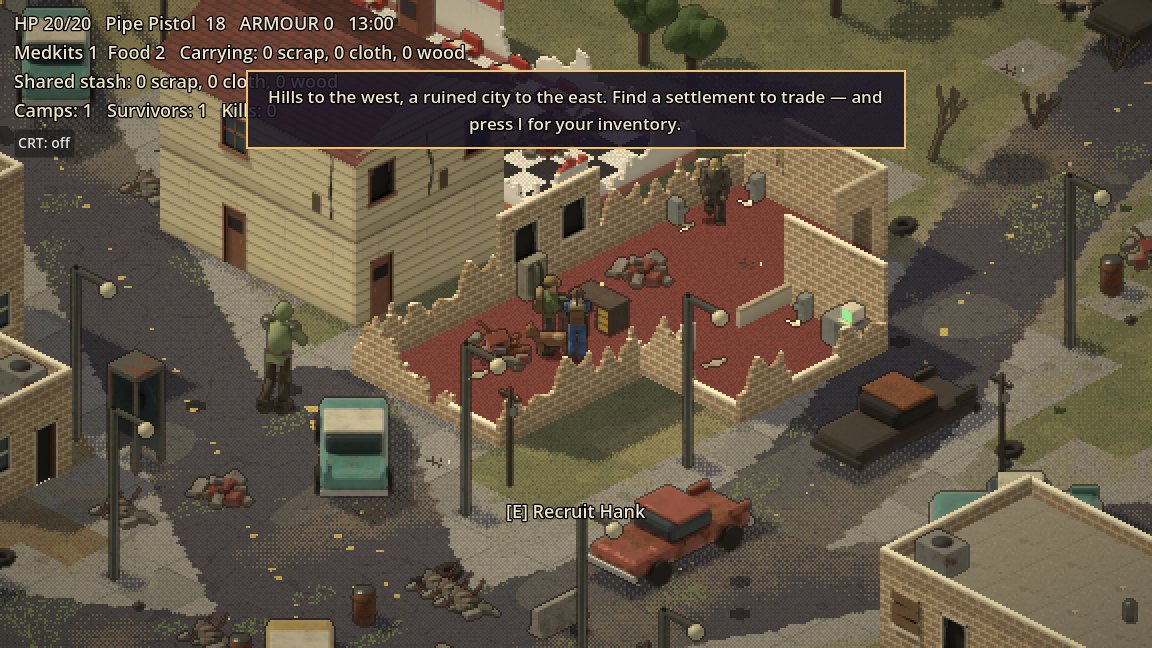 HP 20/20 Pipe Pistol 18 ARMOUR 0 13:00
Medkits 1 Food 2 Carrying: 0 scrap, 0 cloth, 0 wood
Shared stash: 0 scrap, 0 cloth, 0 wood
Camps: 1 Survivors: 1 Kills: 0
Hills to the west, a ruined city to the east. Find a settlement to trade — and
press I for your inventory.
CRT: off
[E] Recruit Hank